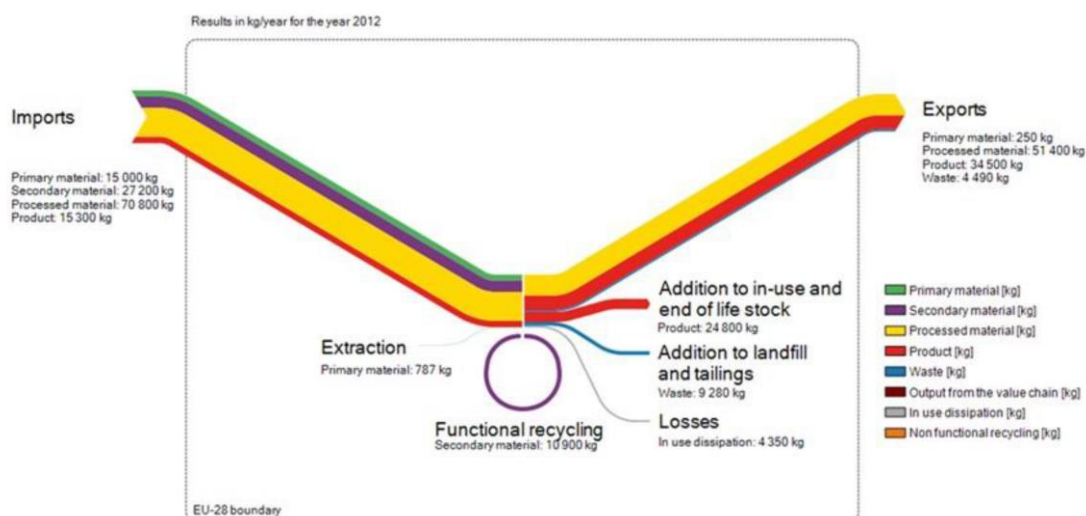 Results in kg/year for the year 2012
Imports
Primary material: 15 000 kg
Secondary material: 27 200 kg
Processed material: 70 800 kg
Product: 15 300 kg
Exports
Primary material: 250 kg
Processed material: 51 400 kg
Product: 34 500 kg
Waste: 4 490 kg
Addition to in-use and
end of life stock
Product: 24 800 kg
Extraction
Primary material: 787 kg
Addition to landfill
and tailings
Waste: 9 280 kg
Functional recycling
Secondary material: 10 900 kg
Losses
In use dissipation: 4 350 kg
Primary material [kg]
Secondary material [kg]
Processed material [kg]
Product [kg]
Waste [kg]
Output from the value chain [kg]
In use dissipation [kg]
Non functional recycling [kg]
EU-28 boundary